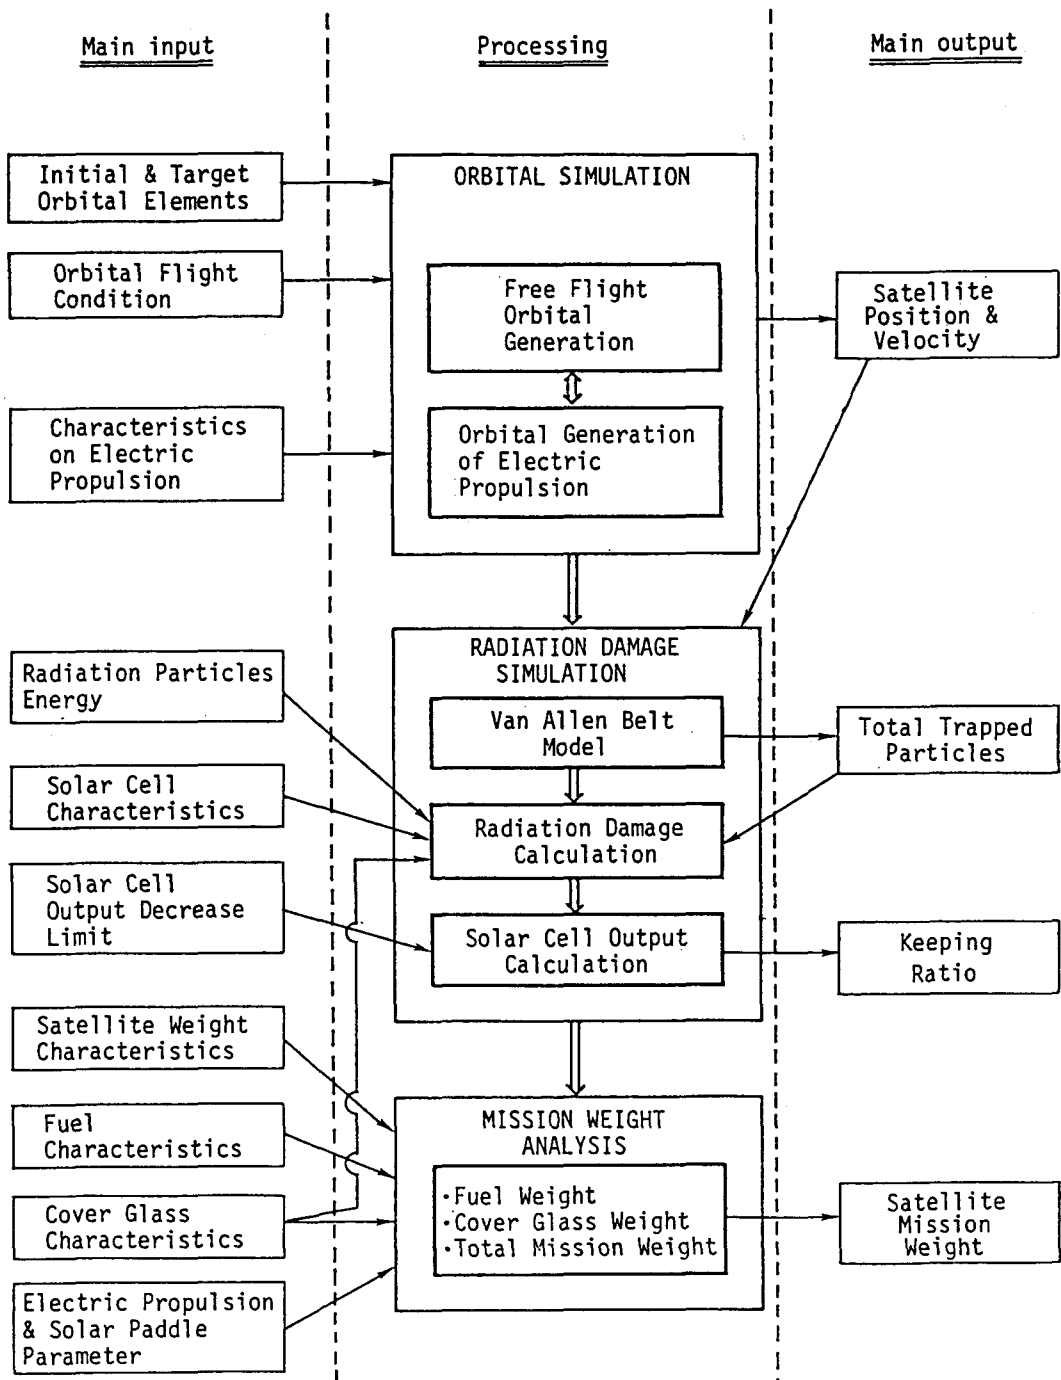 Main input
Processing
Main output
Initial & Target
Orbital Elements
Orbital Flight
Condition
Characteristics
on Electric
Propulsion
ORBITAL SIMULATION
Free Flight
Orbital
Generation
Orbital Generation
of Electric
Propulsion
Satellite
Position &
Velocity
Radiation Particles
Energy
Solar Cell
Characteristics
Solar Cell
Output Decrease
Limit
RADIATION DAMAGE
SIMULATION
Van Allen Belt
Model
Radiation Damage
Calculation
Solar Cell Output
Calculation
Total Trapped
Particles
Keeping
Ratio
Satellite Weight
Characteristics
Fuel
Characteristics
Cover Glass
Characteristics
Electric Propulsion
& Solar Paddle
Parameter
MISSION WEIGHT
ANALYSIS
·Fuel Weight
·Cover Glass Weight
·Total Mission Weight
Satellite
Mission
Weight